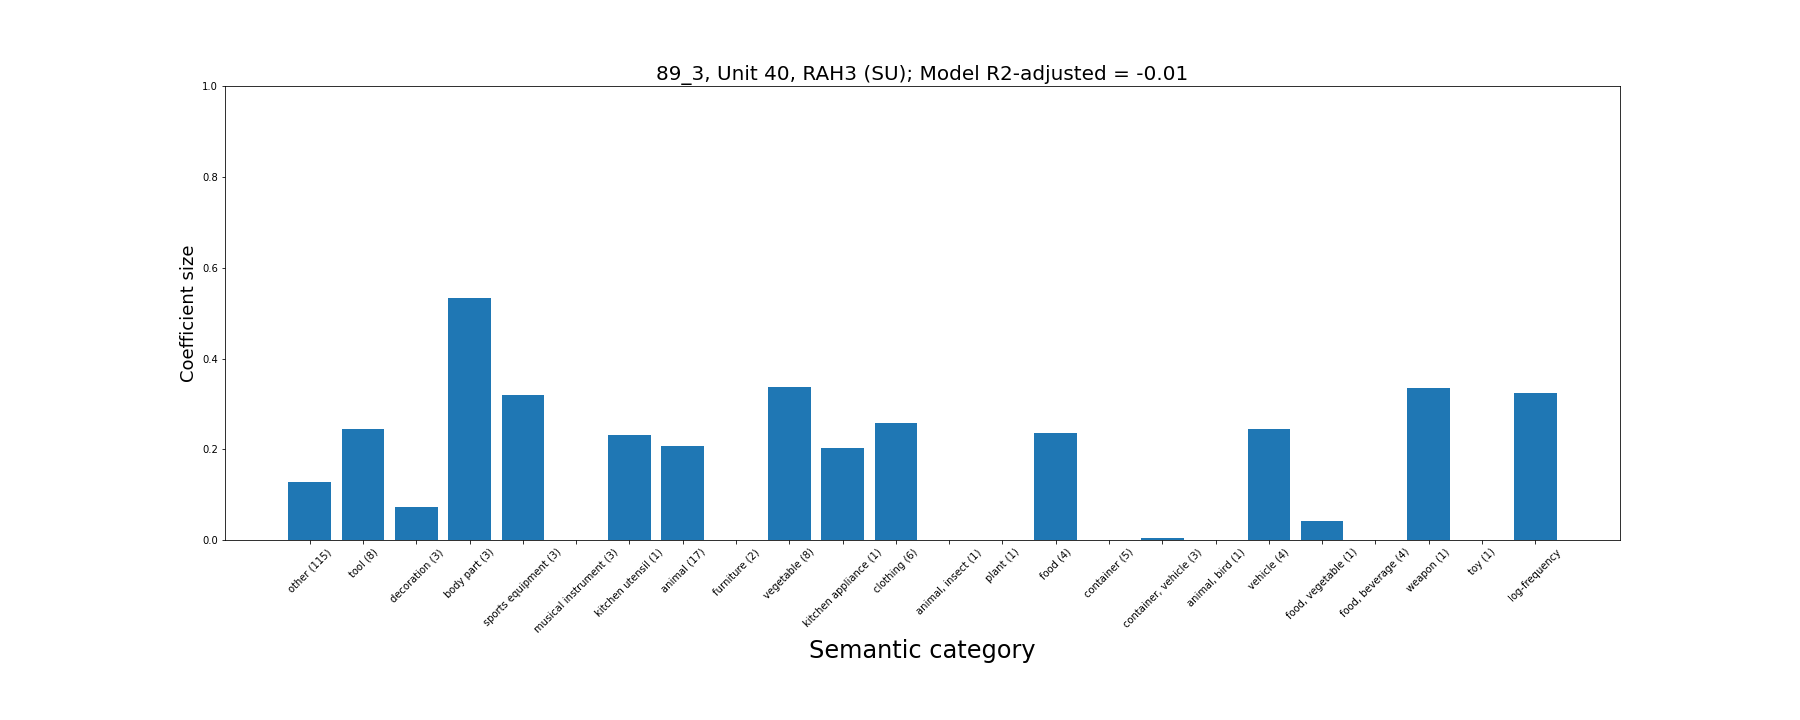 89_3, Unit 40, RAH3 (SU); Model R2-adjusted = -0.01
Coefficient size
1.0
0.8
0.6
0.4
0.2
0.0
other (115)
tool (8)
decoration (3)
body part (3)
sports equipment (3)
musical instrument (3)
kitchen utensil (1)
animal (17)
furniture (2)
vegetable (8)
kitchen appliance (1)
clothing (6)
animal, insect (1)
plant (1)
food (4)
container (5)
container, vehicle (3)
animal, bird (1)
vehicle (4)
food, vegetable (1)
food, beverage (4)
weapon (1)
toy (1)
log-frequency
Semantic category